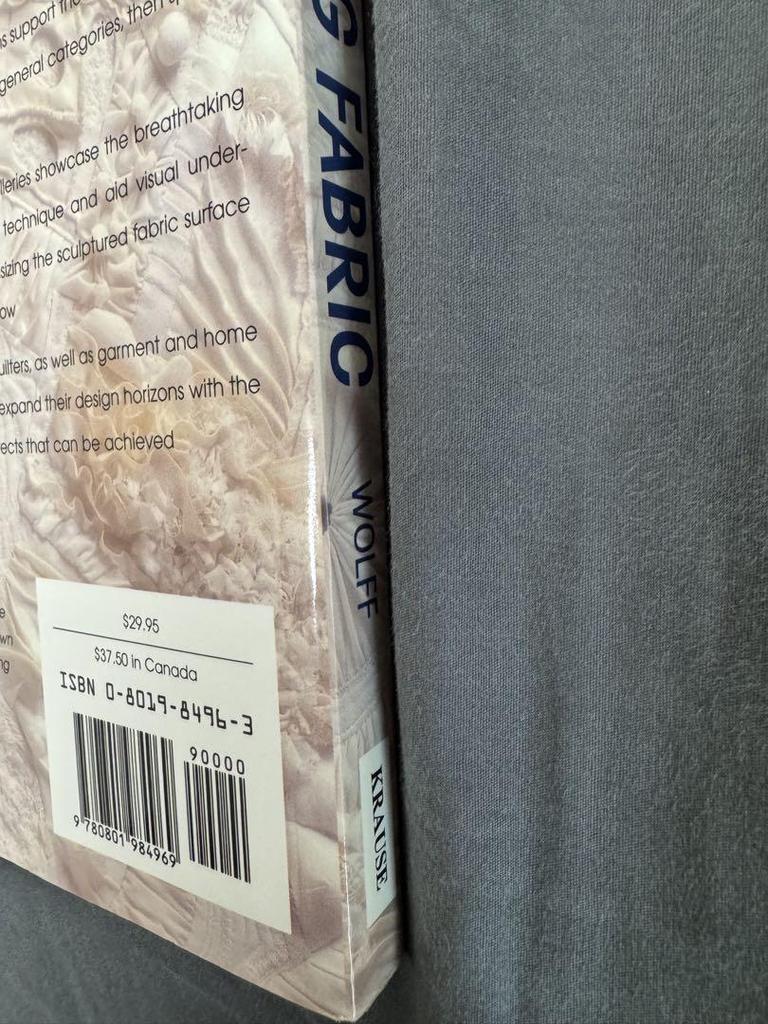 support the
general categories, then
lleries showcase the breathtaking
technique and aid visual under-
sizing the sculptured fabric surface
ow
uilters, as well as garment and home
expand their design horizons with the
ects that can be achieved
e
wn
ng
$29.95
$37.50 in Canada
ISBN 0-8019-8496-3
90000
9 780801 984969
G FABRIC
WOLFF
KRAUSE